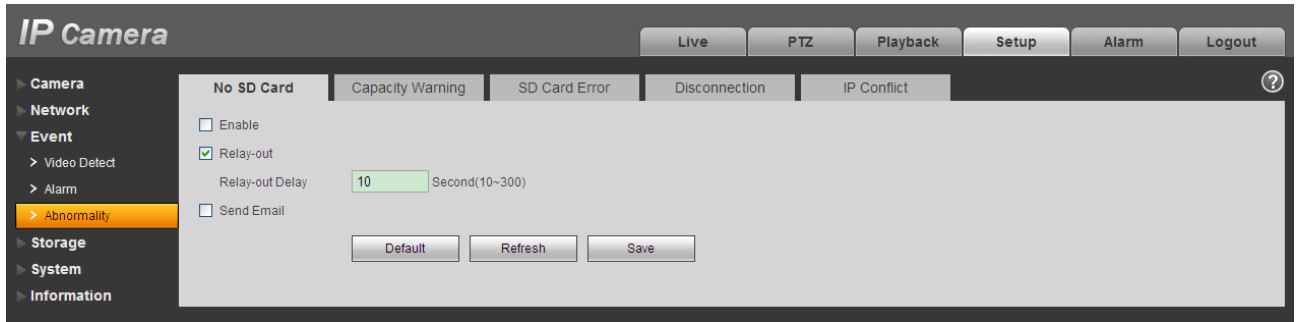 IP Camera
Live PTZ Playback Setup Alarm Logout
Camera
Network
Event
> Video Detect
> Alarm
> Abnormality
Storage
System
Information
No SD Card Capacity Warning SD Card Error Disconnection IP Conflict ?
Enable
Relay-out
Relay-out Delay 10 Second(10~300)
Send Email
Default Refresh Save